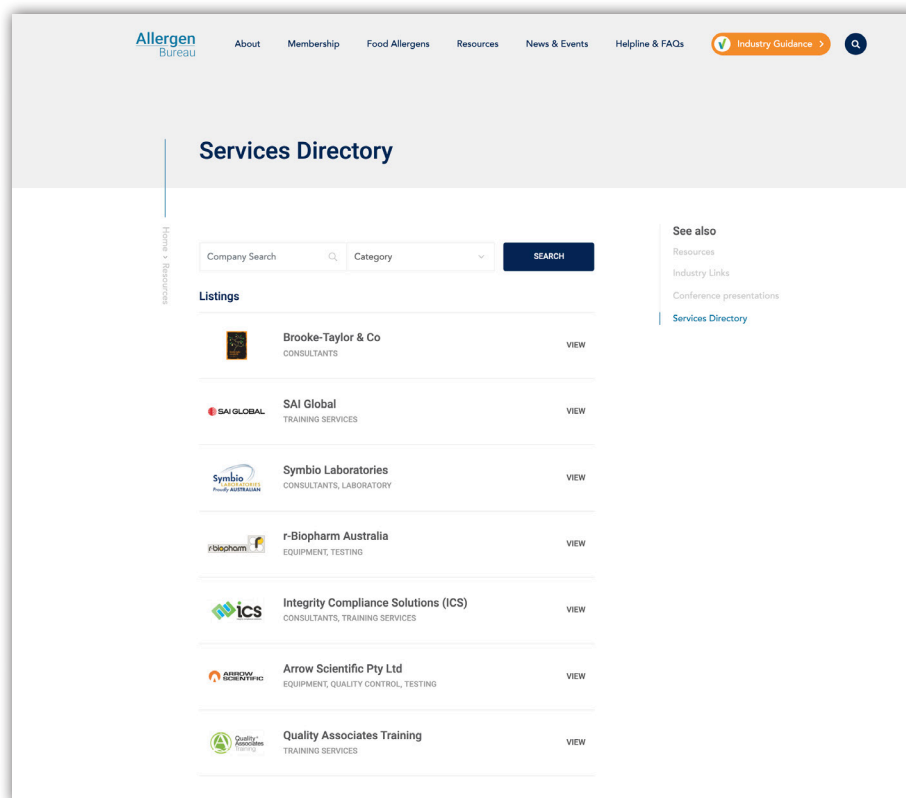 Allergen
Bureau
About
Membership
Food Allergens
Resources
News & Events
Helpline & FAQs
Industry Guidance >
Services Directory
Home > Resources
Company Search
Category
SEARCH
See also
Resources
Industry Links
Conference presentations
Services Directory
Listings
Brooke-Taylor & Co
CONSULTANTS
VIEW
SAI GLOBAL
SAI Global
TRAINING SERVICES
VIEW
Symbio
LABORATORIES
Proudly AUSTRALIAN
Symbio Laboratories
CONSULTANTS, LABORATORY
VIEW
r-biopharm
r-Biopharm Australia
EQUIPMENT, TESTING
VIEW
ics
Integrity Compliance Solutions (ICS)
CONSULTANTS, TRAINING SERVICES
VIEW
ARROW
SCIENTIFIC
Arrow Scientific Pty Ltd
EQUIPMENT, QUALITY CONTROL, TESTING
VIEW
Quality
Associates
Training
Quality Associates Training
TRAINING SERVICES
VIEW